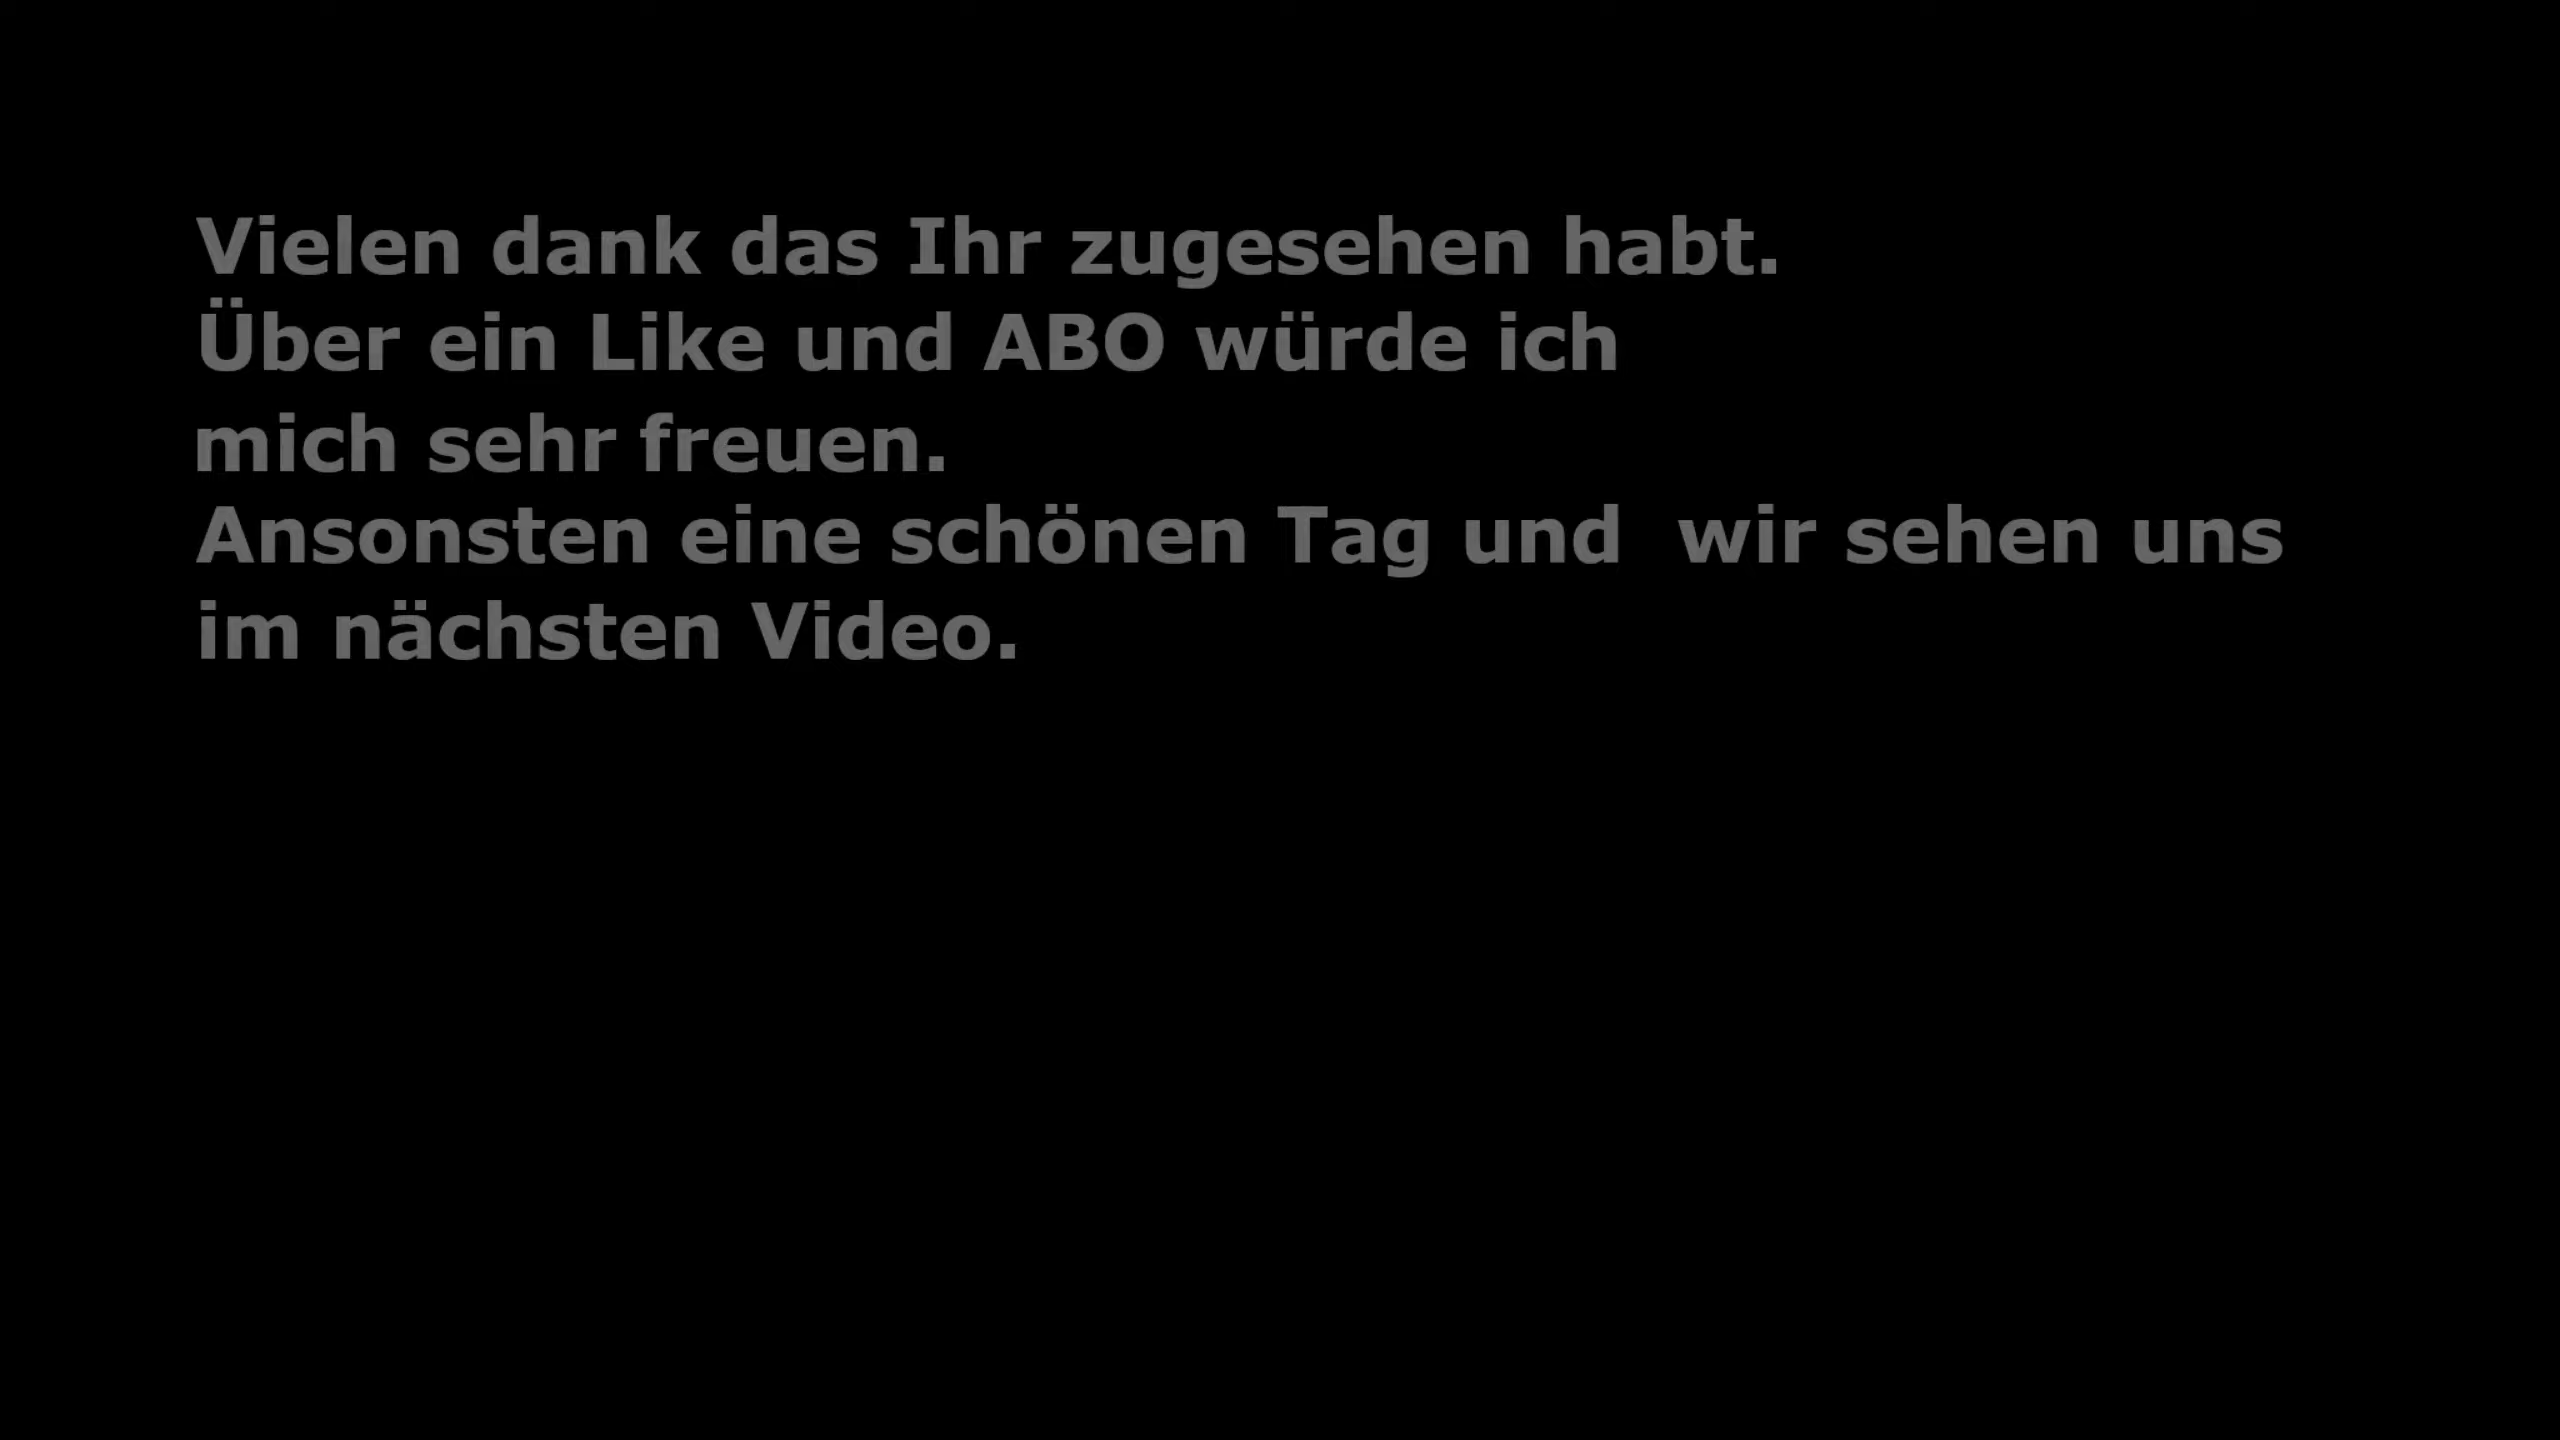 Vielen dank das Ihr zugesehen habt.
Über ein Like und ABO würde ich
mich sehr freuen.
Ansonsten eine schönen Tag und  wir sehen uns
im nächsten Video.